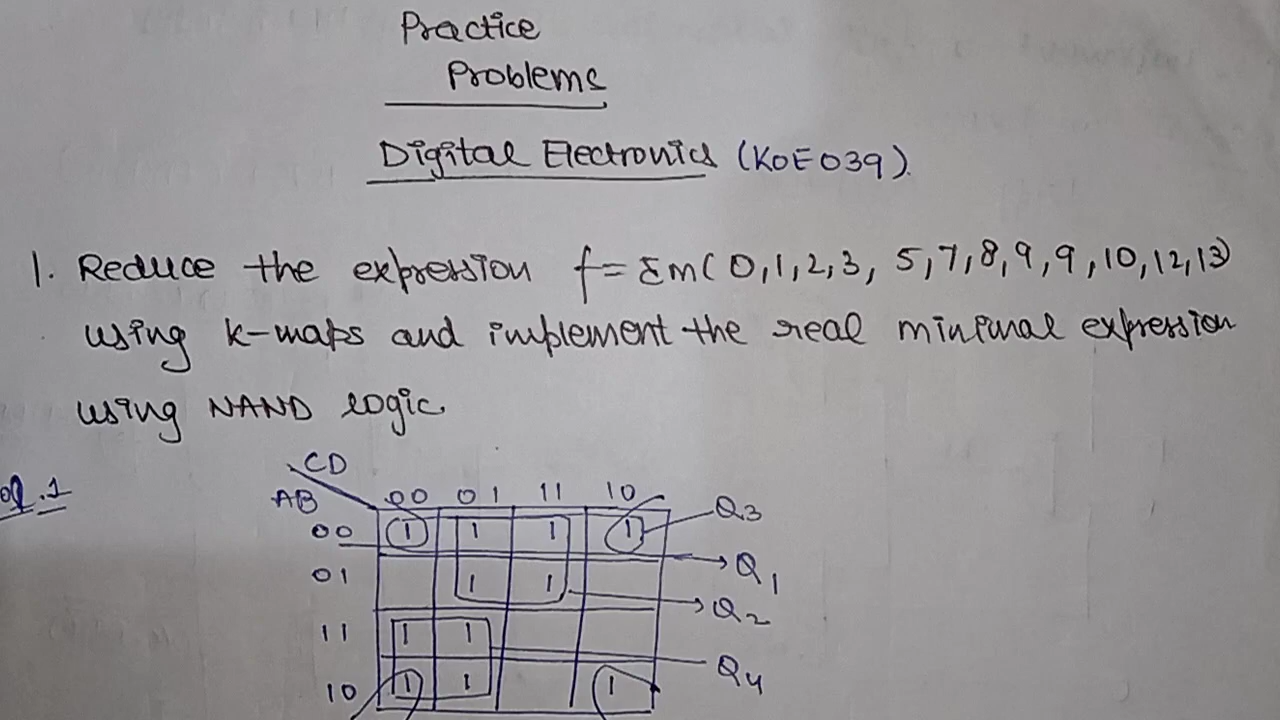 Practice
Problems
Digital Electronics (KOE039).
1. Reduce the expression f=Σm(0,1,2,3, 5,7,8,9,9,10,12,13)
using k-maps and implement the real minimal expression
using NAND logic.
CD
AB 00 01 11 10
00 1 1 1 1 Q3
Q1
01 1 1
Q2
11 1 1
Q4
10 1 1 1